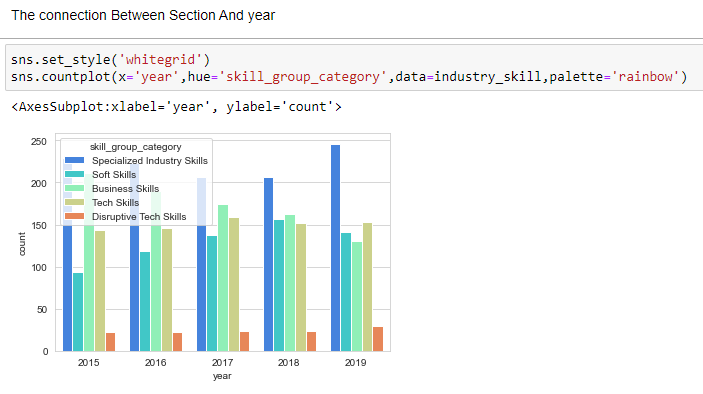 The connection Between Section And year
sns.set_style('whitegrid')
sns.countplot(x='year',hue='skill_group_category',data=industry_skill,palette='rainbow')
<AxesSubplot:xlabel='year', ylabel='count'>
250
200
150
100
50
0
count
skill_group_category
Specialized Industry Skills
Soft Skills
Business Skills
Tech Skills
Disruptive Tech Skills
2015 2016 2017 2018 2019
year